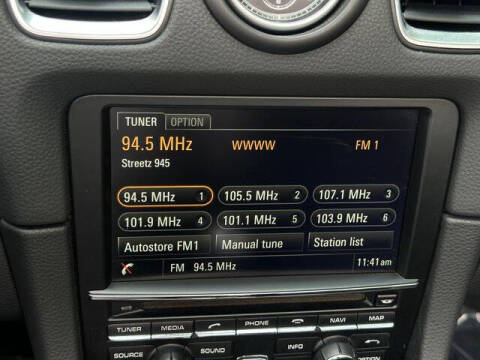 TUNER OPTION
94.5 MHz WWWW FM 1
Streetz 945
94.5 MHz 1 105.5 MHz 2 107.1 MHz 3
101.9 MHz 4 101.1 MHz 5 103.9 MHz 6
Autostore FM1 Manual tune Station list
FM 94.5 MHz 11:41am
TUNER MEDIA PHONE NAVI MAP
SOURCE SOUND INFO OPTION